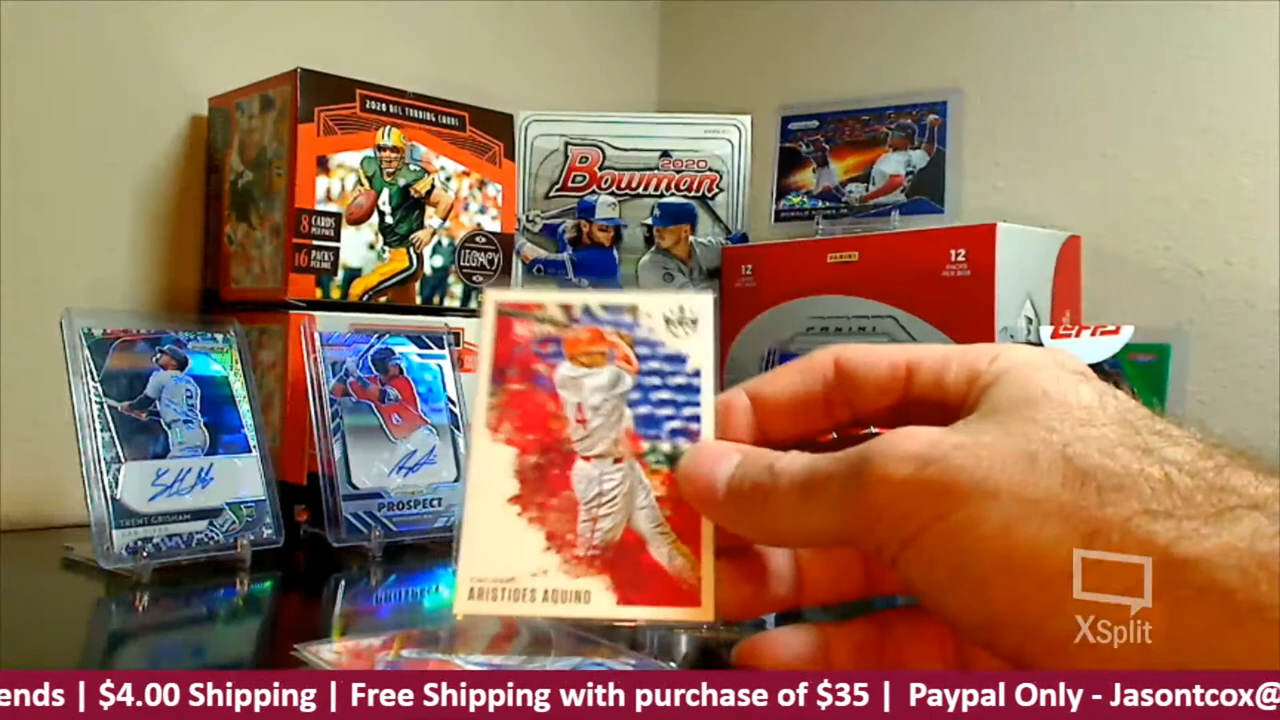 2020 NFL TRADING CARDS
8 CARDS
PER PACK
16 PACKS
PER BOX
LEGACY
2020
Bowman
PANINI
12
12
PACKS
PER BOX
PANINI
TRENT GRISHAM
PROSPECT
ARISTIDES AQUINO
XSplit
ends | $4.00 Shipping | Free Shipping with purchase of $35 | Paypal Only - Jasontcox@